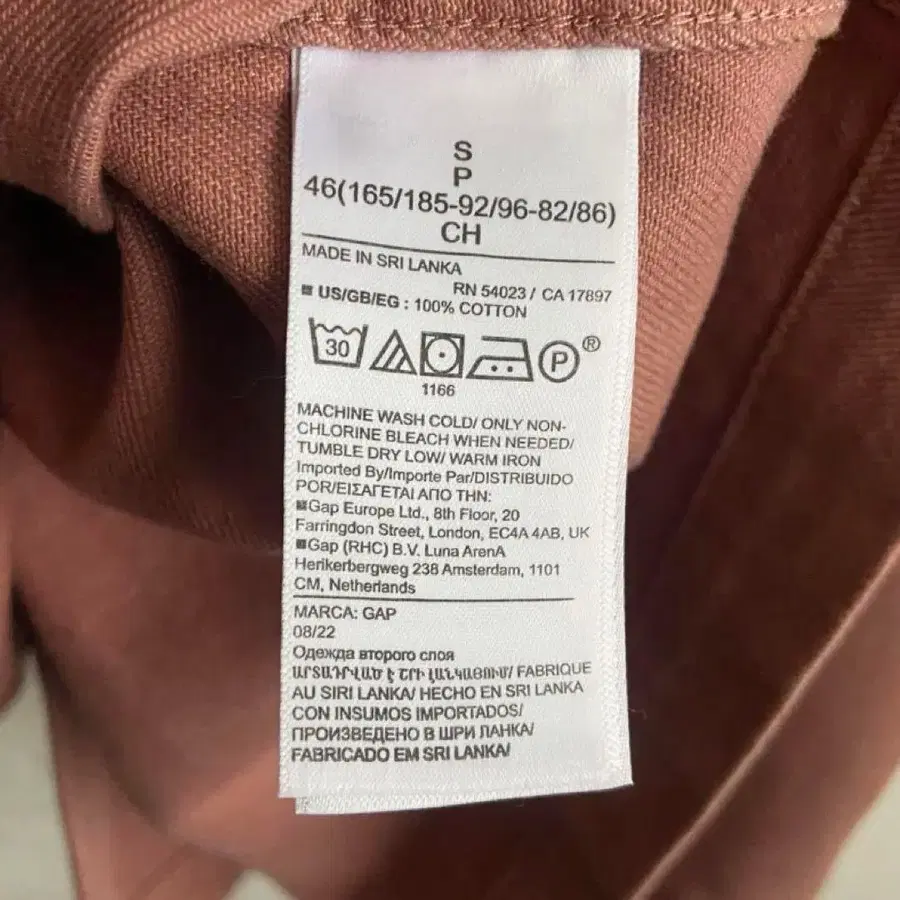 S
P
46(165/185-92/96-82/86)
CH
MADE IN SRI LANKA
RN 54023 / CA 17897
US/GB/EG : 100% COTTON
30 P ®
1166
MACHINE WASH COLD/ ONLY NON-
CHLORINE BLEACH WHEN NEEDED/
TUMBLE DRY LOW/ WARM IRON
Imported By/Importe Par/DISTRIBUIDO
POR/ΕΙΣΑΓΕΤΑΙ ΑΠΟ ΤΗΝ:
Gap Europe Ltd., 8th Floor, 20
Farringdon Street, London, EC4A 4AB, UK
Gap (RHC) B.V. Luna ArenA
Herikerbergweg 238 Amsterdam, 1101
CM, Netherlands
MARCA: GAP
08/22
Одежда второго слоя
ԱՐՏԱԴՐՎԱԾ Է ՇՐԻ ԼԱՆԿԱՅՈՒՄ/ FABRIQUE
AU SIRI LANKA/ HECHO EN SRI LANKA
CON INSUMOS IMPORTADOS/
ПРОИЗВЕДЕНО В ШРИ ЛАНКА/
FABRICADO EM SRI LANKA/